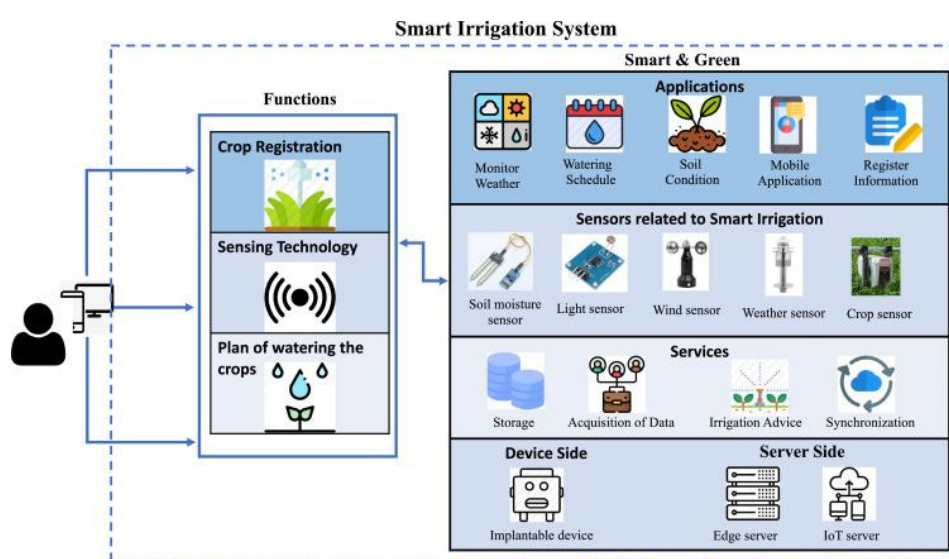 Smart Irrigation System
Functions
Crop Registration
Sensing Technology
Plan of watering the
crops
Smart & Green
Applications
Monitor
Weather
Watering
Schedule
Soil
Condition
Mobile
Application
Register
Information
Sensors related to Smart Irrigation
Soil moisture
sensor
Light sensor
Wind sensor
Weather sensor
Crop sensor
Services
Storage
Acquisition of Data
Irrigation Advice
Synchronization
Device Side
Implantable device
Server Side
Edge server
IoT server